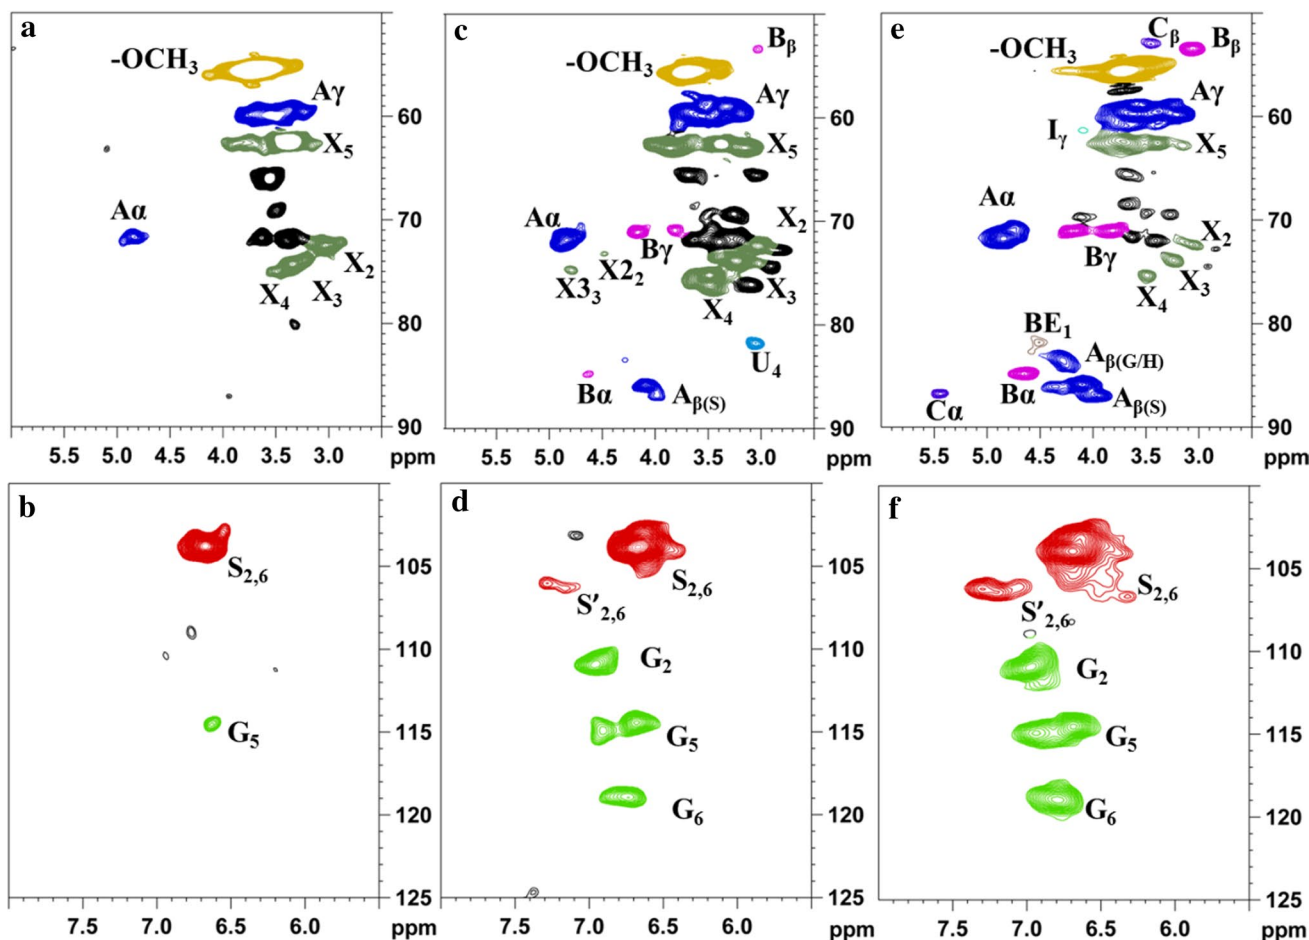 a
-OCH3
Aγ
X5
Aα
X2
X3
X4
60
70
80
90
5.5 5.0 4.5 4.0 3.5 3.0 ppm
c
Bβ
-OCH3
Aγ
X5
X2
Aα
Bγ
X22
X33
X3
X4
U4
Bα
Aβ(S)
60
70
80
90
5.5 5.0 4.5 4.0 3.5 3.0 ppm
e
Cβ
Bβ
-OCH3
Aγ
Iγ
X5
Aα
X2
Bγ
X3
X4
BE1
Aβ(G/H)
Bα
Aβ(S)
Cα
60
70
80
90
5.5 5.0 4.5 4.0 3.5 3.0 ppm
b
S2,6
G5
105
110
115
120
125
7.5 7.0 6.5 6.0 ppm
d
S2,6
S'2,6
G2
G5
G6
105
110
115
120
125
7.5 7.0 6.5 6.0 ppm
f
S2,6
S'2,6
G2
G5
G6
105
110
115
120
125
7.5 7.0 6.5 6.0 ppm